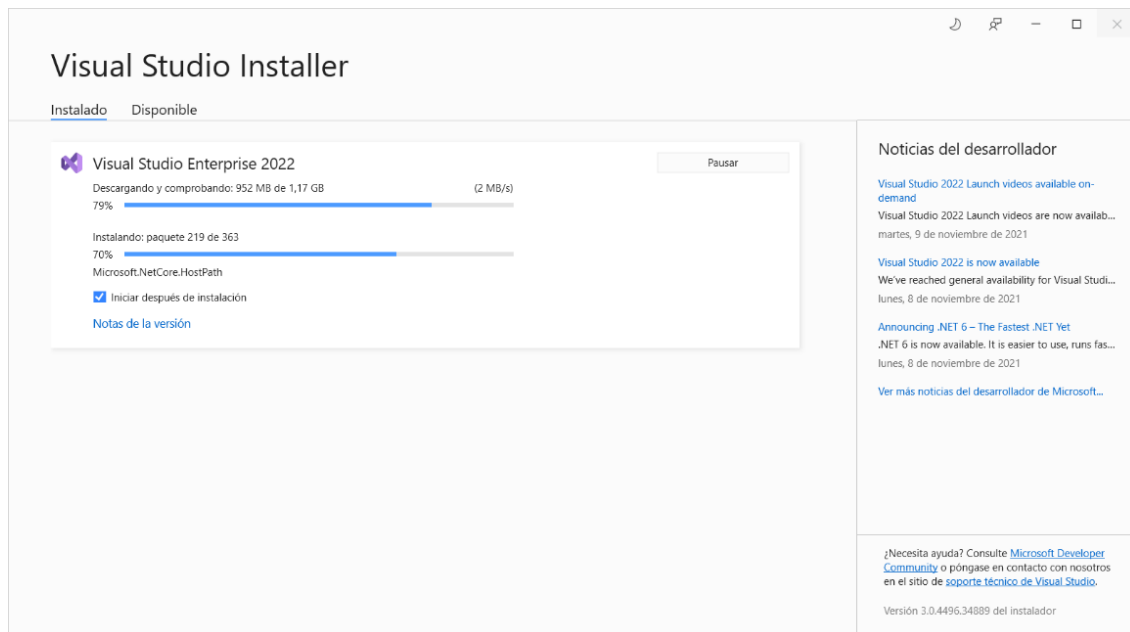 Visual Studio Installer
Instalado Disponible
Visual Studio Enterprise 2022
Pausar
Descargando y comprobando: 952 MB de 1,17 GB (2 MB/s)
79%
Instalando: paquete 219 de 363
70%
Microsoft.NetCore.HostPath
Iniciar después de instalación
Notas de la versión
Noticias del desarrollador
Visual Studio 2022 Launch videos available on-
demand
Visual Studio 2022 Launch videos are now availab...
martes, 9 de noviembre de 2021
Visual Studio 2022 is now available
We've reached general availability for Visual Studi...
lunes, 8 de noviembre de 2021
Announcing .NET 6 – The Fastest .NET Yet
.NET 6 is now available. It is easier to use, runs fas...
lunes, 8 de noviembre de 2021
Ver más noticias del desarrollador de Microsoft...
¿Necesita ayuda? Consulte Microsoft Developer
Community o póngase en contacto con nosotros
en el sitio de soporte técnico de Visual Studio.
Versión 3.0.4496.34889 del instalador